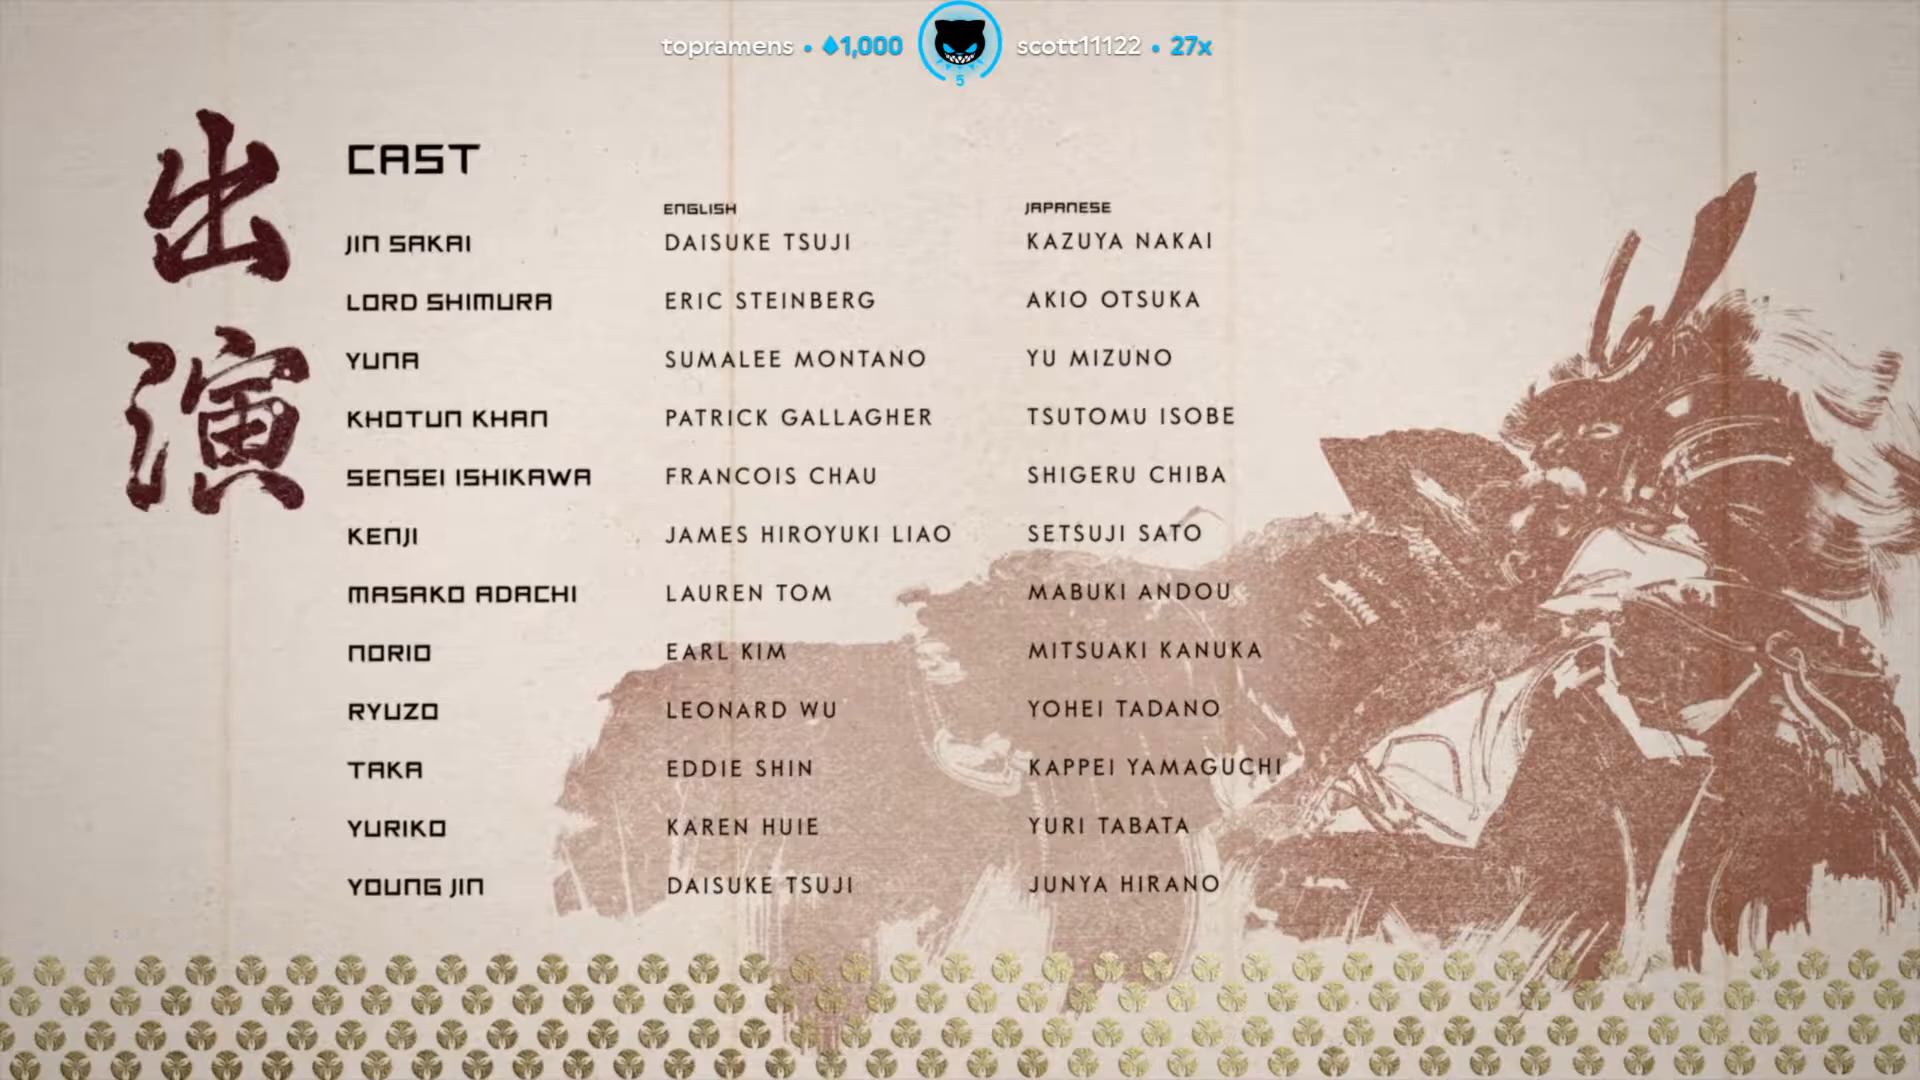 topramens • 1,000 5 scott11122 • 27x
出演
CAST
ENGLISH JAPANESE
JIN SAKAI DAISUKE TSUJI KAZUYA NAKAI
LORD SHIMURA ERIC STEINBERG AKIO OTSUKA
YUNA SUMALEE MONTANO YU MIZUNO
KHOTUN KHAN PATRICK GALLAGHER TSUTOMU ISOBE
SENSEI ISHIKAWA FRANCOIS CHAU SHIGERU CHIBA
KENJI JAMES HIROYUKI LIAO SETSUJI SATO
MASAKO ADACHI LAUREN TOM MABUKI ANDOU
NORIO EARL KIM MITSUAKI KANUKA
RYUZO LEONARD WU YOHEI TADANO
TAKA EDDIE SHIN KAPPEI YAMAGUCHI
YURIKO KAREN HUIE YURI TABATA
YOUNG JIN DAISUKE TSUJI JUNYA HIRANO